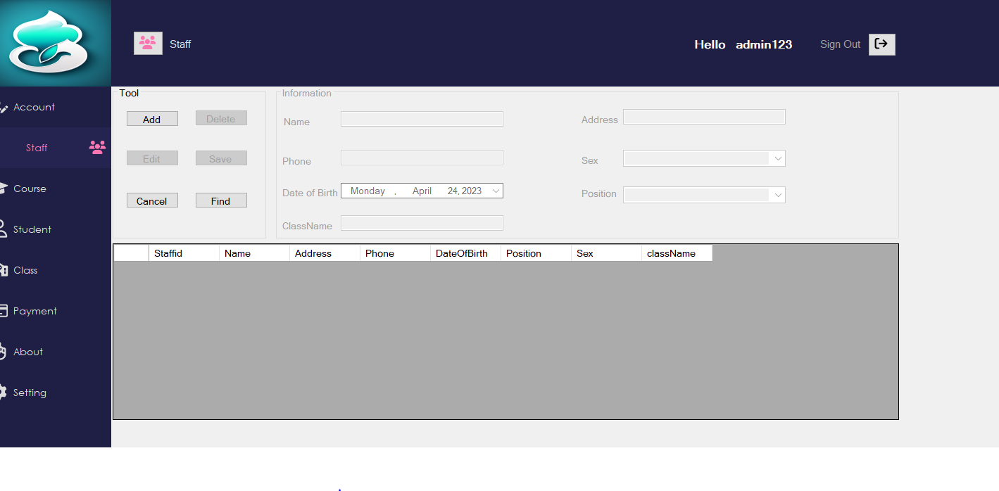 Staff
Hello admin123 Sign Out
Account
Staff
Course
Student
Class
Payment
About
Setting
Tool
Add Delete
Edit Save
Cancel Find
Information
Name
Address
Phone
Sex
Date of Birth Monday , April 24, 2023
Position
ClassName
Staffid Name Address Phone DateOfBirth Position Sex className